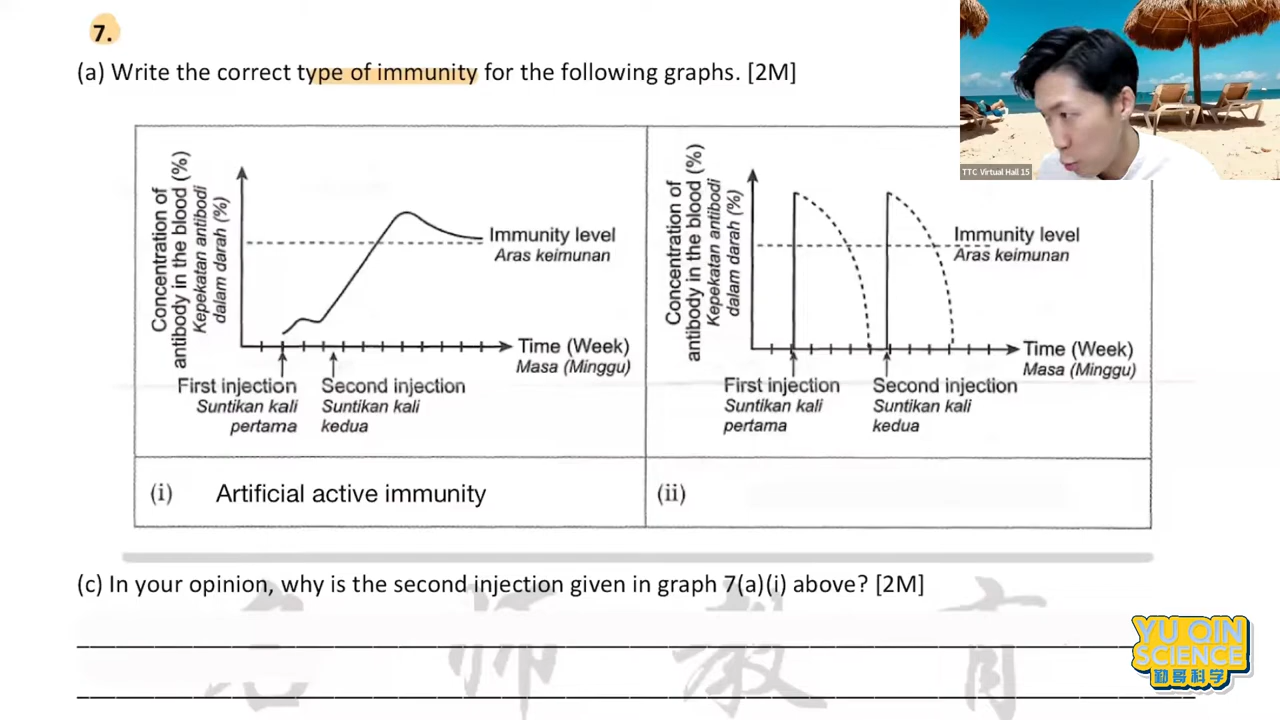 7.
(a) Write the correct type of immunity for the following graphs. [2M]
TTC Virtual Hall 15
Concentration of
antibody in the blood (%)
Kepekatan antibodi
dalam darah (%)
Immunity level
Aras keimunan
Time (Week)
Masa (Minggu)
First injection
Suntikan kali
pertama
Second injection
Suntikan kali
kedua
Concentration of
antibody in the blood (%)
Kepekatan antibodi
dalam darah (%)
Immunity level
Aras keimunan
Time (Week)
Masa (Minggu)
First injection
Suntikan kali
pertama
Second injection
Suntikan kali
kedua
(i) Artificial active immunity
(ii)
(c) In your opinion, why is the second injection given in graph 7(a)(i) above? [2M]
YU QIN
SCIENCE
勤哥科学